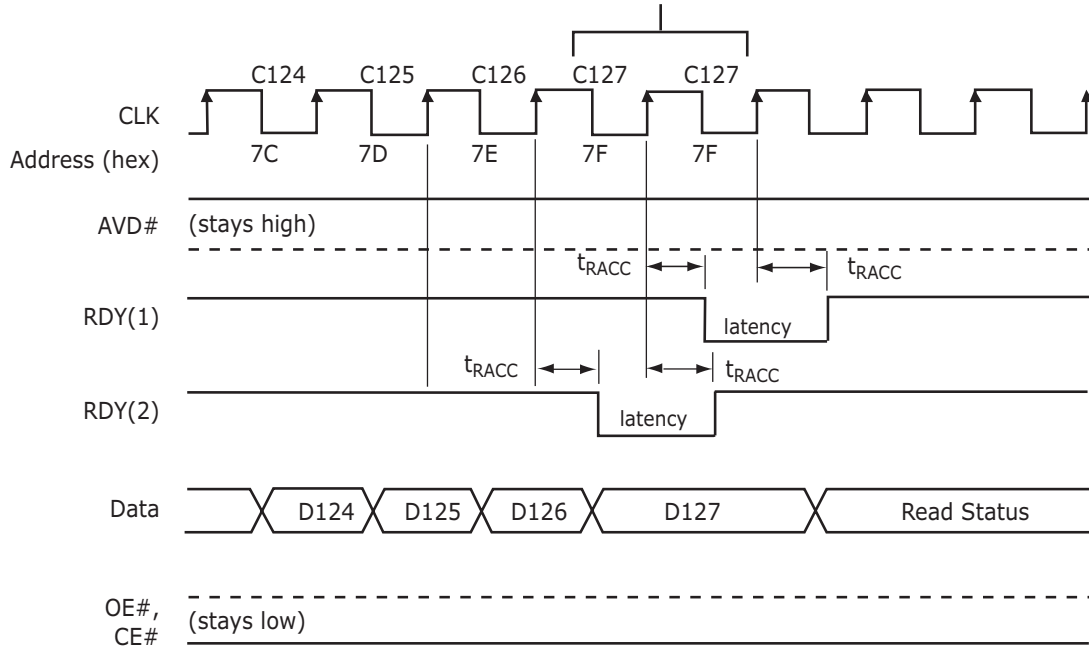 C124 C125 C126 C127 C127
CLK
Address (hex) 7C 7D 7E 7F 7F
AVD# (stays high)
tRACC tRACC
RDY(1) latency
tRACC tRACC
RDY(2) latency
Data D124 D125 D126 D127 Read Status
OE#,
CE# (stays low)